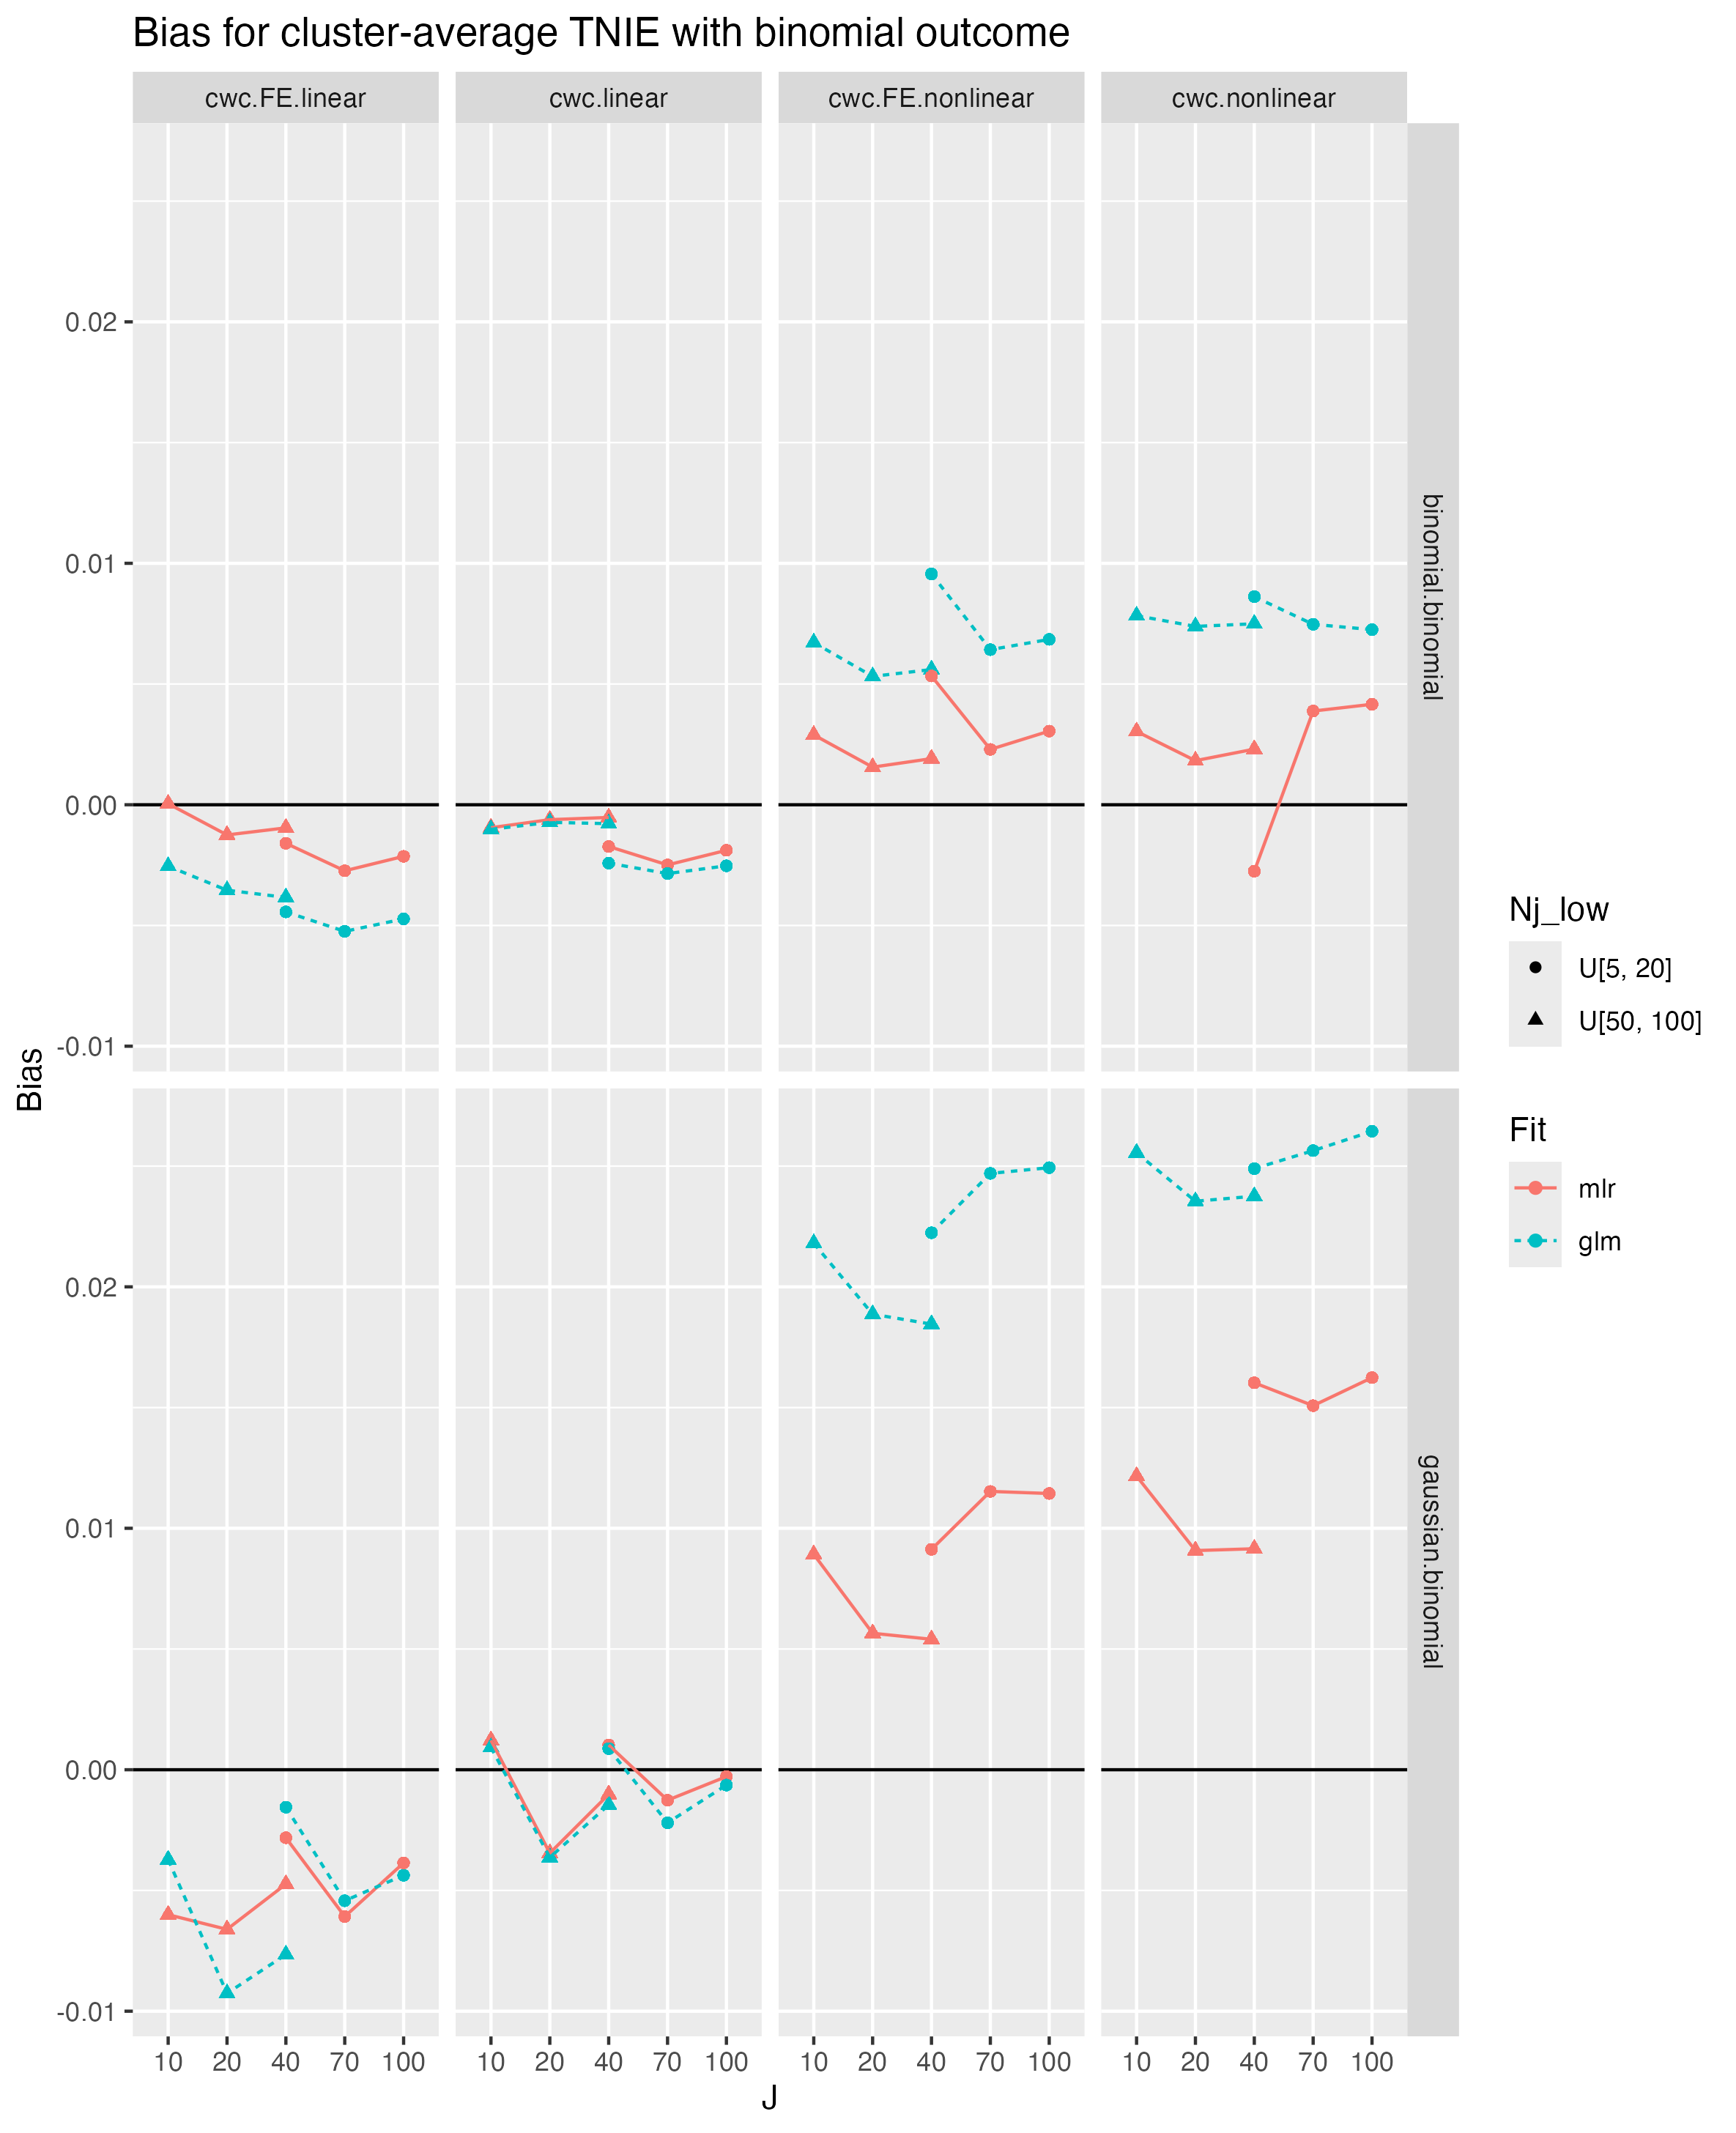 Bias for cluster-average TNIE with binomial outcome
cwc.FE.linear
cwc.linear
cwc.FE.nonlinear
cwc.nonlinear
0.02
0.01
0.00
-0.01
binomial.binomial
Bias
0.02
0.01
0.00
-0.01
gaussian.binomial
10 20 40 70 100
10 20 40 70 100
10 20 40 70 100
10 20 40 70 100
J
Nj_low
U[5, 20]
U[50, 100]
Fit
mlr
glm